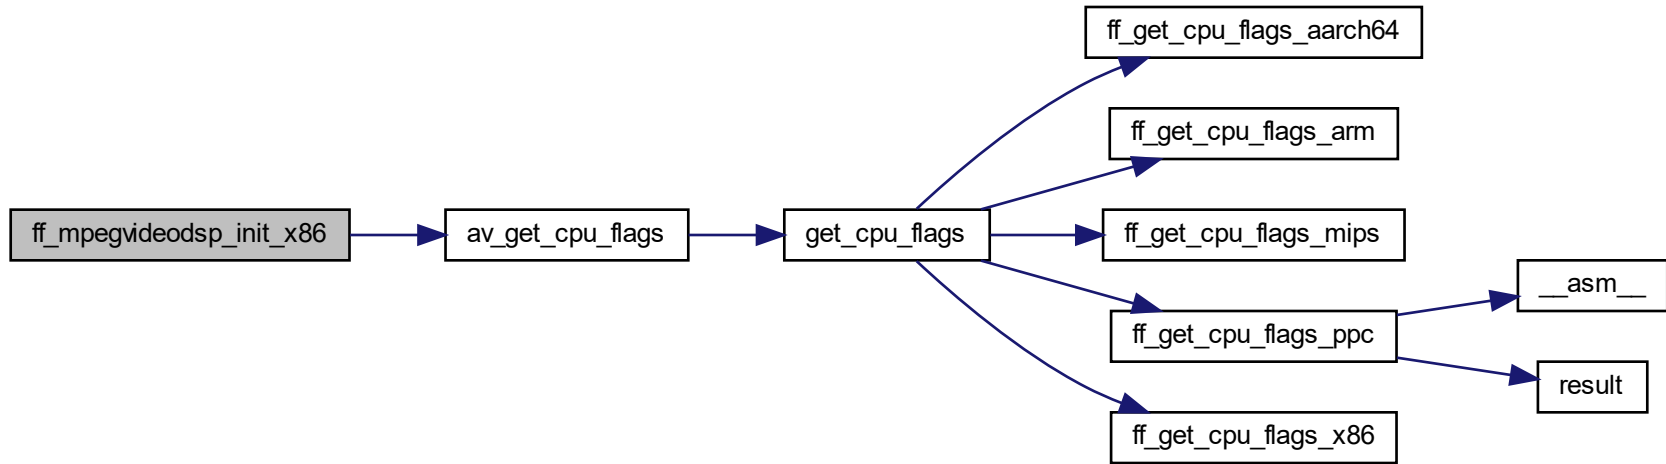 ff_mpegvideodsp_init_x86
av_get_cpu_flags
get_cpu_flags
ff_get_cpu_flags_aarch64
ff_get_cpu_flags_arm
ff_get_cpu_flags_mips
ff_get_cpu_flags_ppc
__asm__
result
ff_get_cpu_flags_x86